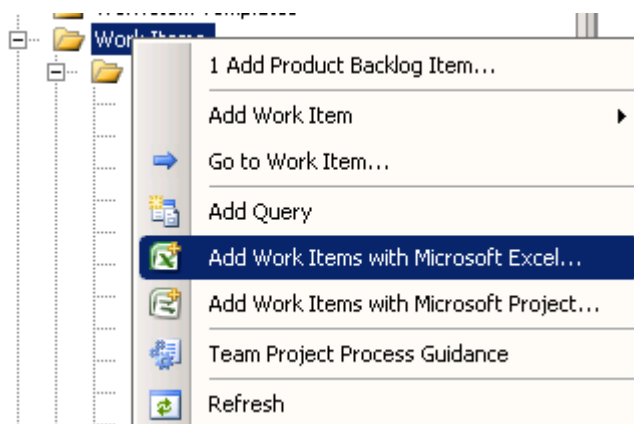 Work Items
1 Add Product Backlog Item...
Add Work Item
Go to Work Item...
Add Query
Add Work Items with Microsoft Excel...
Add Work Items with Microsoft Project...
Team Project Process Guidance
Refresh